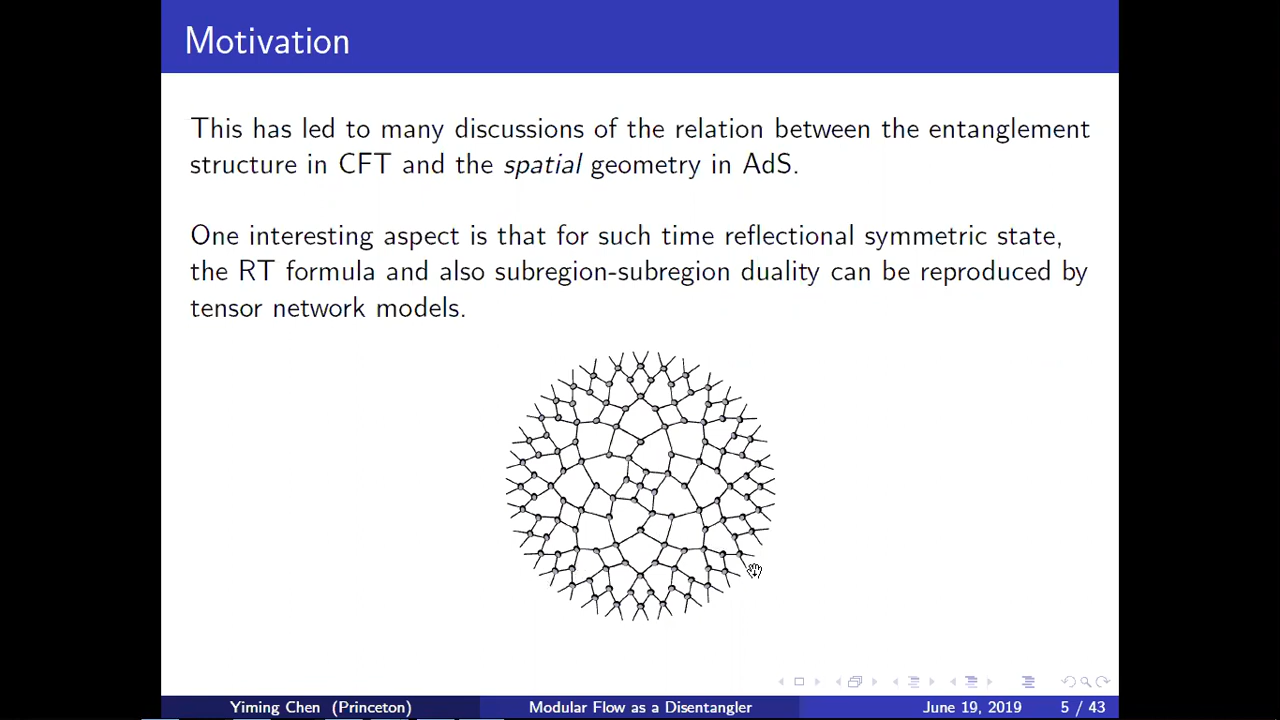 Motivation
This has led to many discussions of the relation between the entanglement
structure in CFT and the spatial geometry in AdS.
One interesting aspect is that for such time reflectional symmetric state,
the RT formula and also subregion-subregion duality can be reproduced by
tensor network models.
Yiming Chen (Princeton) Modular Flow as a Disentangler June 19, 2019 5 / 43